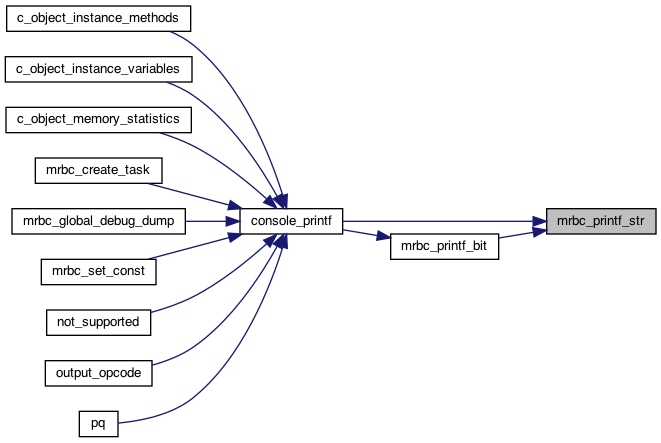 c_object_instance_methods
c_object_instance_variables
c_object_memory_statistics
mrbc_create_task
mrbc_global_debug_dump
mrbc_set_const
not_supported
output_opcode
pq
console_printf
mrbc_printf_bit
mrbc_printf_str